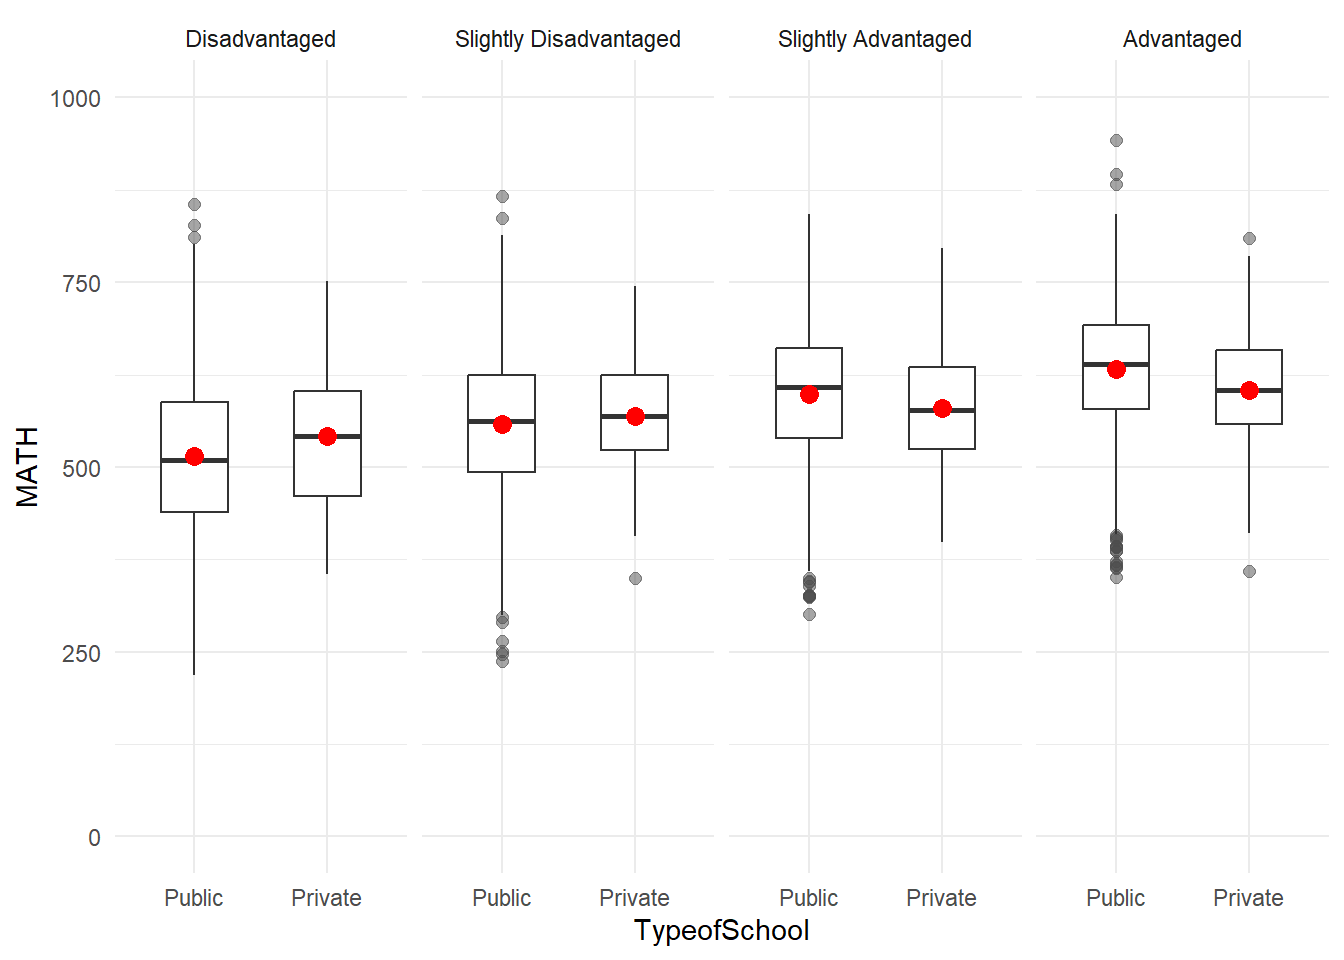 Disadvantaged
Slightly Disadvantaged
Slightly Advantaged
Advantaged
1000
750
500
250
0
MATH
Public
Private
Public
Private
Public
Private
Public
Private
TypeofSchool